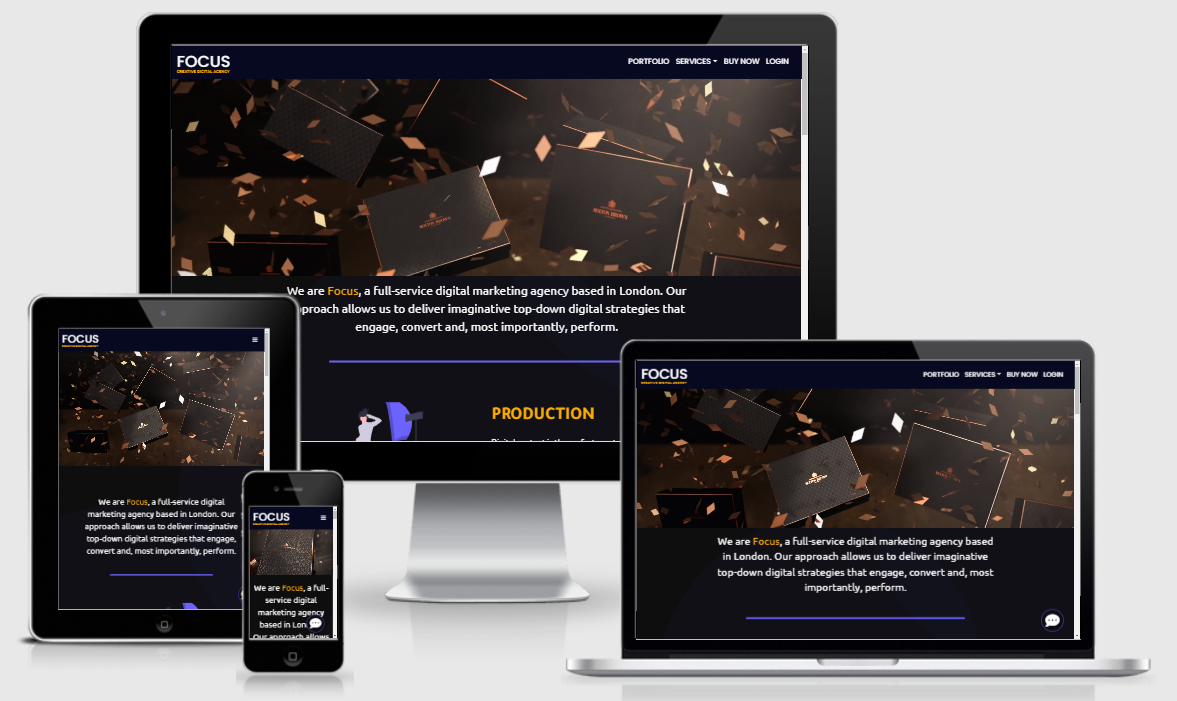 FOCUS
CREATIVE DIGITAL AGENCY
PORTFOLIO SERVICES BUY NOW LOGIN
MOLTON BROWN
MOLTON BROWN
We are Focus, a full-service digital marketing agency based in London. Our
approach allows us to deliver imaginative top-down digital strategies that
engage, convert and, most importantly, perform.
PRODUCTION
FOCUS
CREATIVE DIGITAL AGENCY
We are Focus, a full-service digital
marketing agency based in London. Our
approach allows us to deliver imaginative
top-down digital strategies that engage,
convert and, most importantly, perform.
FOCUS
CREATIVE DIGITAL AGENCY
We are Focus, a full-
service digital
marketing agency
based in Lon
Our approach allows
FOCUS
CREATIVE DIGITAL AGENCY
PORTFOLIO SERVICES BUY NOW LOGIN
We are Focus, a full-service digital marketing agency based
in London. Our approach allows us to deliver imaginative
top-down digital strategies that engage, convert and, most
importantly, perform.